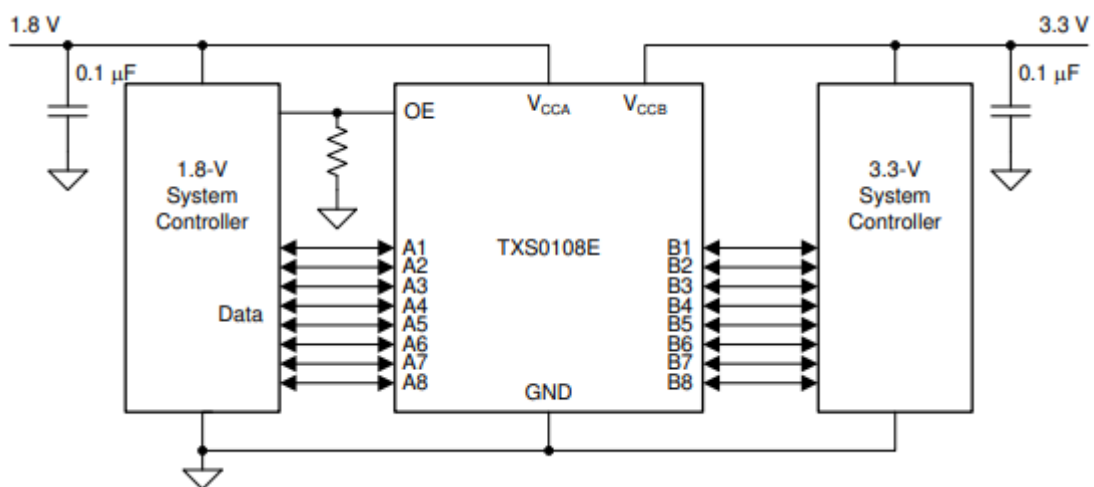 1.8 V
3.3 V
0.1 µF
0.1 µF
OE
V_CCA
V_CCB
1.8-V
System
Controller
3.3-V
System
Controller
TXS0108E
A1
A2
A3
A4
A5
A6
A7
A8
Data
B1
B2
B3
B4
B5
B6
B7
B8
GND